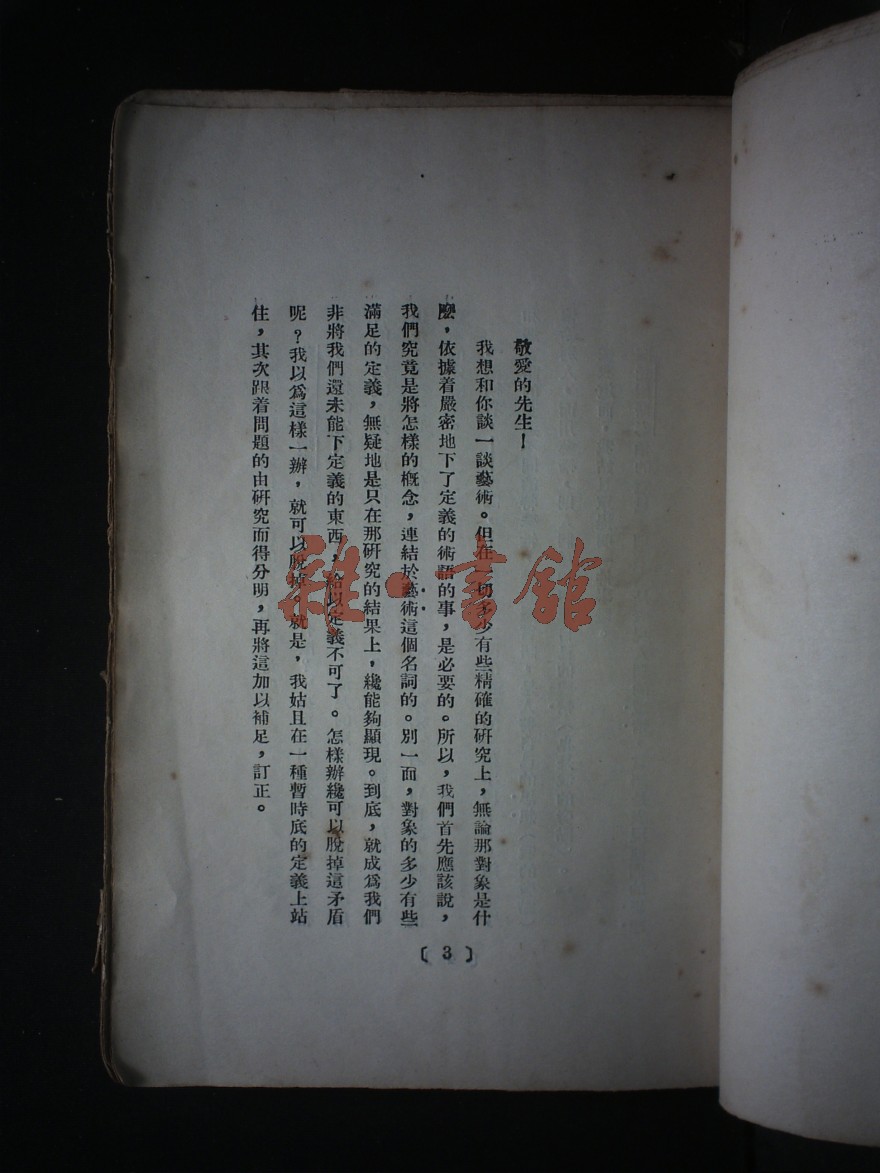 敬愛的先生！
我想和你談一談藝術。但在一切多少有些精確的研究上，無論那對象是什
麽，依據着嚴密地下了定義的術語的事，是必要的。所以，我們首先應該說，
我們究竟是將怎樣的槪念，連結於藝術這個名詞的。別一面，對象的多少有些
滿足的定義，無疑地是只在那研究的結果上，纔能夠顯現。到底，就成爲我們
非將我們還未能下定義的東西，給以定義不可了。怎樣辦纔可以脫掉這矛盾
呢？我以爲這樣一辦，就可以脫掉。就是，我姑且在一種暫時底的定義上站
住，其次跟着問題的由研究而得分明，再將這加以補足，訂正。
〔3〕
雜·書館